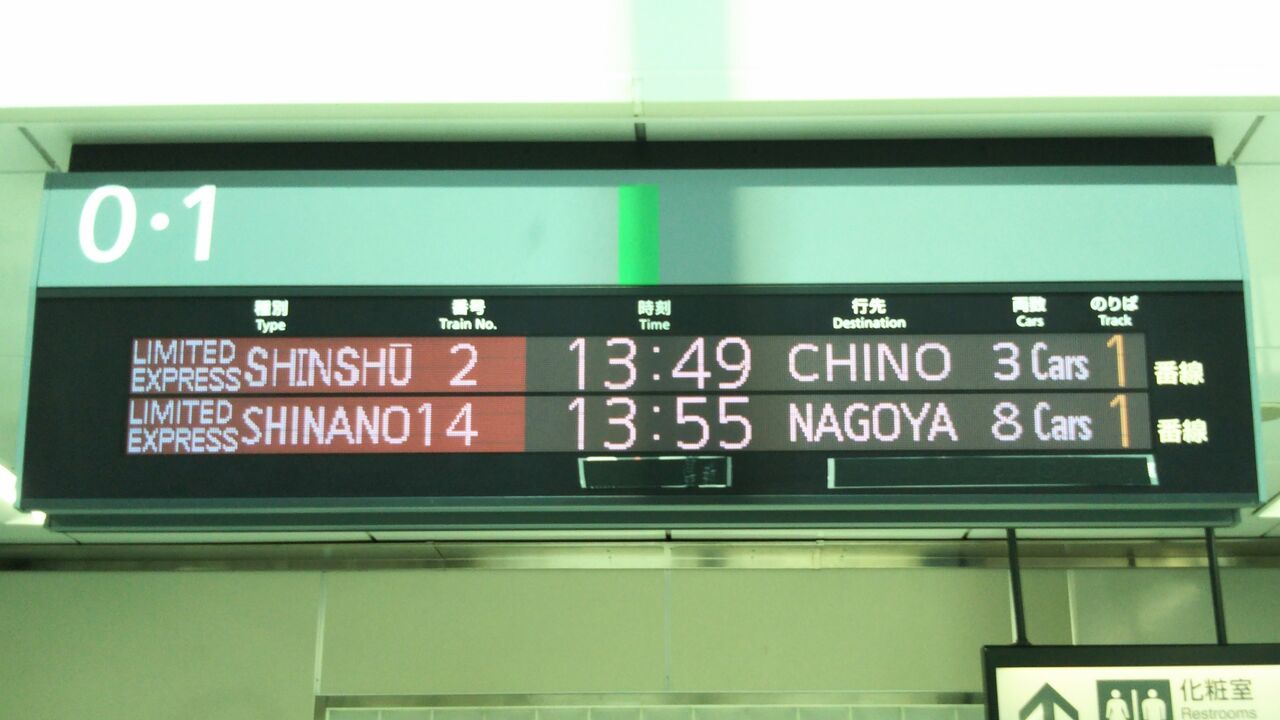 0・1
種別 番号 時刻 行先 両数 のりば
Type Train No. Time Destination Cars Track
LIMITED EXPRESS SHINSHŪ 2 13:49 CHINO 3 Cars 1 番線
LIMITED EXPRESS SHINANO 14 13:55 NAGOYA 8 Cars 1 番線
化粧室
Restrooms